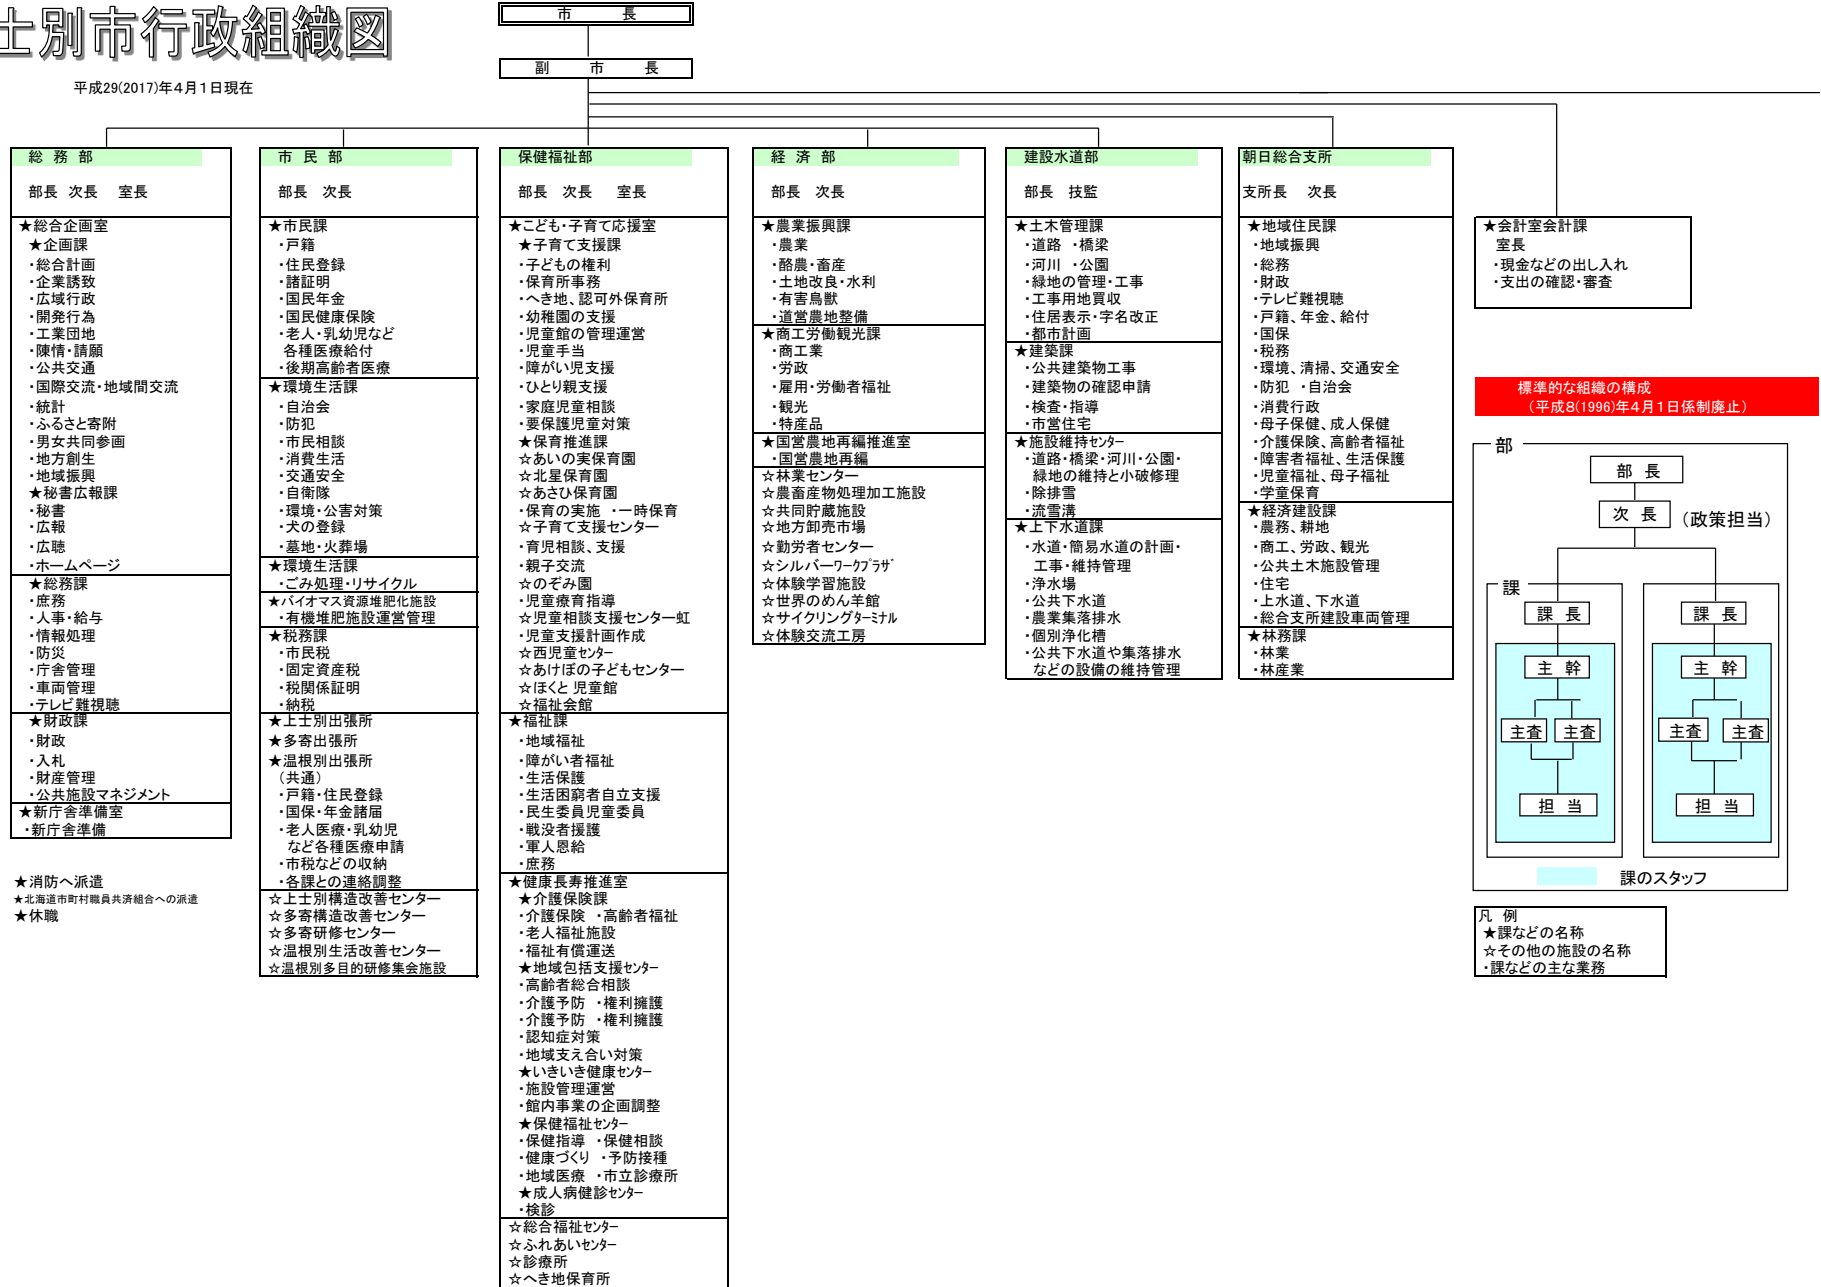 士別市行政組織図
平成29(2017)年4月1日現在
市　長
副　市　長
総 務 部
部長 次長　室長
★総合企画室
★企画課
・総合計画
・企業誘致
・広域行政
・開発行為
・工業団地
・陳情・請願
・公共交通
・国際交流・地域間交流
・統計
・ふるさと寄附
・男女共同参画
・地方創生
・地域振興
★秘書広報課
・秘書
・広報
・広聴
・ホームページ
★総務課
・庶務
・人事・給与
・情報処理
・防災
・庁舎管理
・車両管理
・テレビ難視聴
★財政課
・財政
・入札
・財産管理
・公共施設マネジメント
★新庁舎準備室
・新庁舎準備
★消防へ派遣
★北海道市町村職員共済組合への派遣
★休職
市 民 部
部長　次長
★市民課
・戸籍
・住民登録
・諸証明
・国民年金
・国民健康保険
・老人・乳幼児など
各種医療給付
・後期高齢者医療
★環境生活課
・自治会
・防犯
・市民相談
・消費生活
・交通安全
・自衛隊
・環境・公害対策
・犬の登録
・墓地・火葬場
★環境生活課
・ごみ処理・リサイクル
★バイオマス資源堆肥化施設
・有機堆肥施設運営管理
★税務課
・市民税
・固定資産税
・税関係証明
・納税
★上士別出張所
★多寄出張所
★温根別出張所
（共通）
・戸籍・住民登録
・国保・年金諸届
・老人医療・乳幼児
など各種医療申請
・市税などの収納
・各課との連絡調整
☆上士別構造改善センター
☆多寄構造改善センター
☆多寄研修センター
☆温根別生活改善センター
☆温根別多目的研修集会施設
保健福祉部
部長　次長　室長
★こども・子育て応援室
★子育て支援課
・子どもの権利
・保育所事務
・へき地、認可外保育所
・幼稚園の支援
・児童館の管理運営
・児童手当
・障がい児支援
・ひとり親支援
・家庭児童相談
・要保護児童対策
★保育推進課
☆あいの実保育園
☆北星保育園
☆あさひ保育園
・保育の実施　・一時保育
☆子育て支援センター
・育児相談、支援
・親子交流
☆のぞみ園
・児童療育指導
☆児童相談支援センター虹
・児童支援計画作成
☆西児童ｾﾝﾀｰ
☆あけぼの子どもセンター
☆ほくと 児童館
☆福祉会館
★福祉課
・地域福祉
・障がい者福祉
・生活保護
・生活困窮者自立支援
・民生委員児童委員
・戦没者援護
・軍人恩給
・庶務
★健康長寿推進室
★介護保険課
・介護保険　・高齢者福祉
・老人福祉施設
・福祉有償運送
★地域包括支援ｾﾝﾀｰ
・高齢者総合相談
・介護予防　・権利擁護
・介護予防　・権利擁護
・認知症対策
・地域支え合い対策
★いきいき健康ｾﾝﾀｰ
・施設管理運営
・館内事業の企画調整
★保健福祉ｾﾝﾀｰ
・保健指導　・保健相談
・健康づくり　・予防接種
・地域医療　・市立診療所
★成人病健診ｾﾝﾀｰ
・検診
☆総合福祉ｾﾝﾀｰ
☆ふれあいｾﾝﾀｰ
☆診療所
☆へき地保育所
経 済 部
部長　次長
★農業振興課
・農業
・酪農・畜産
・土地改良・水利
・有害鳥獣
・道営農地整備
★商工労働観光課
・商工業
・労政
・雇用・労働者福祉
・観光
・特産品
★国営農地再編推進室
・国営農地再編
☆林業センター
☆農畜産物処理加工施設
☆共同貯蔵施設
☆地方卸売市場
☆勤労者センター
☆シルバーﾜｰｸﾌﾟﾗｻﾞ
☆体験学習施設
☆世界のめん羊館
☆サイクリングﾀｰﾐﾅﾙ
☆体験交流工房
建設水道部
部長　技監
★土木管理課
・道路　・橋梁
・河川　・公園
・緑地の管理・工事
・工事用地買収
・住居表示・字名改正
・都市計画
★建築課
・公共建築物工事
・建築物の確認申請
・検査・指導
・市営住宅
★施設維持ｾﾝﾀｰ
・道路・橋梁・河川・公園・
緑地の維持と小破修理
・除排雪
・流雪溝
★上下水道課
・水道・簡易水道の計画・
工事・維持管理
・浄水場
・公共下水道
・農業集落排水
・個別浄化槽
・公共下水道や集落排水
などの設備の維持管理
朝日総合支所
支所長　次長
★地域住民課
・地域振興
・総務
・財政
・テレビ難視聴
・戸籍、年金、給付
・国保
・税務
・環境、清掃、交通安全
・防犯　・自治会
・消費行政
・母子保健、成人保健
・介護保険、高齢者福祉
・障害者福祉、生活保護
・児童福祉、母子福祉
・学童保育
★経済建設課
・農務、耕地
・商工、労政、観光
・公共土木施設管理
・住宅
・上水道、下水道
・総合支所建設車両管理
★林務課
・林業
・林産業
★会計室会計課
室長
・現金などの出し入れ
・支出の確認・審査
標準的な組織の構成
（平成8(1996)年4月1日係制廃止）
部
部 長
次 長 （政策担当）
課
課 長　課 長
主 幹　主 幹
主査　主査　主査　主査
担 当　担 当
課のスタッフ
凡 例
★課などの名称
☆その他の施設の名称
・課などの主な業務